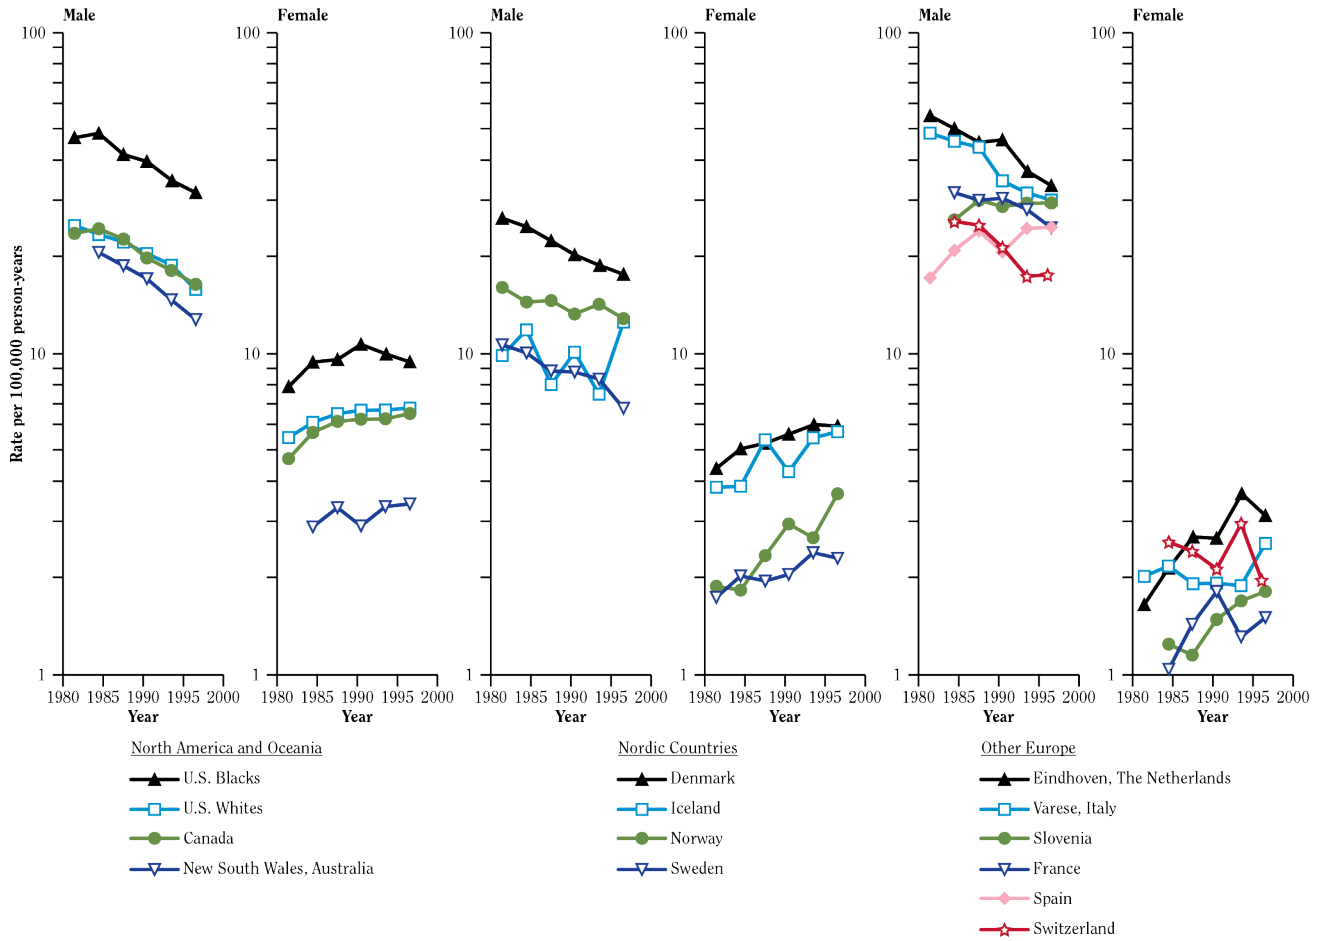 Male Female Male Female Male Female
100 100 100 100 100 100
Rate per 100,000 person-years
10 10 10 10 10 10
1 1 1 1 1 1
1980 1985 1990 1995 2000 1980 1985 1990 1995 2000 1980 1985 1990 1995 2000 1980 1985 1990 1995 2000 1980 1985 1990 1995 2000 1980 1985 1990 1995 2000
Year Year Year Year Year Year
North America and Oceania
U.S. Blacks
U.S. Whites
Canada
New South Wales, Australia
Nordic Countries
Denmark
Iceland
Norway
Sweden
Other Europe
Eindhoven, The Netherlands
Varese, Italy
Slovenia
France
Spain
Switzerland